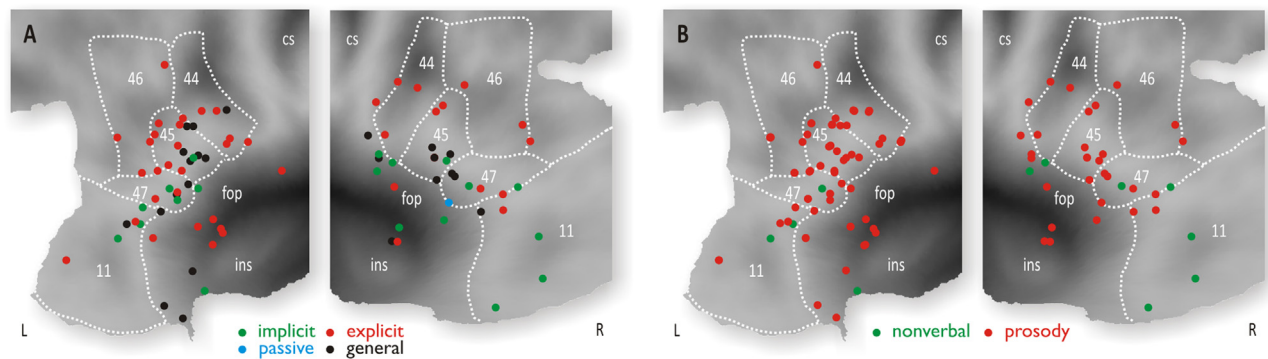 A
cs
46
44
45
47
fop
11
ins
L
cs
44
46
45
47
fop
11
ins
R
implicit explicit
passive general
B
cs
46
44
45
47
fop
11
ins
L
cs
44
46
45
47
fop
11
ins
R
nonverbal prosody